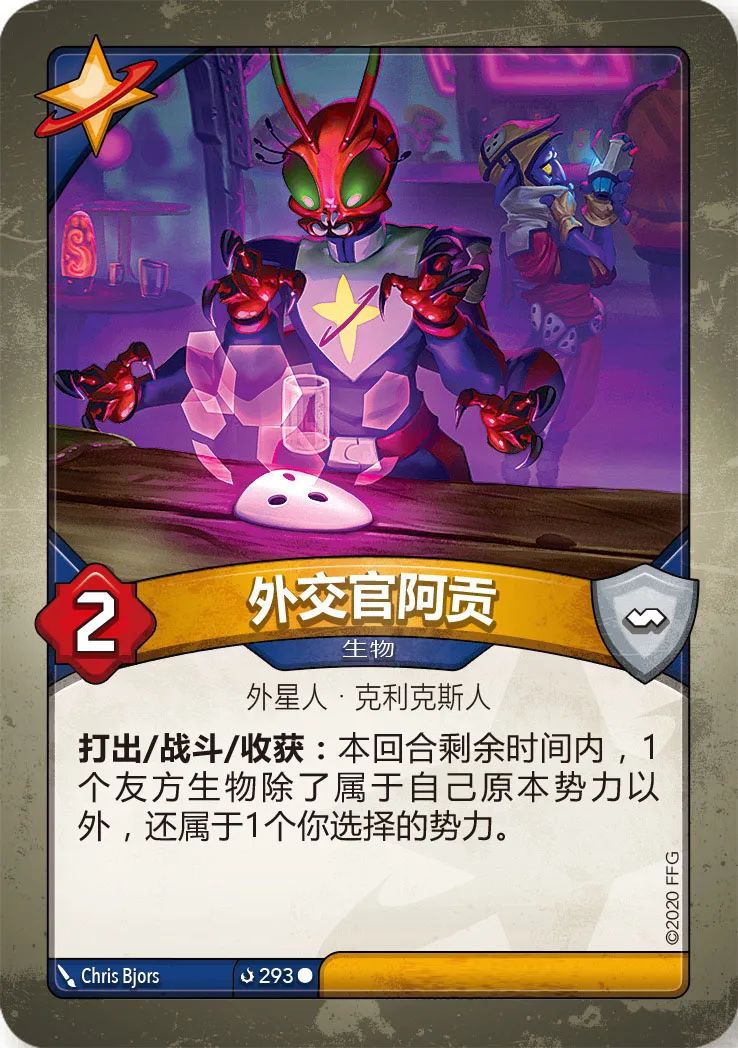 2
外交官阿贡
生物
外星人 · 克利克斯人
打出/战斗/收获：本回合剩余时间内，1
个友方生物除了属于自己原本势力以
外，还属于1个你选择的势力。
©2020 FFG
Chris Bjors
293